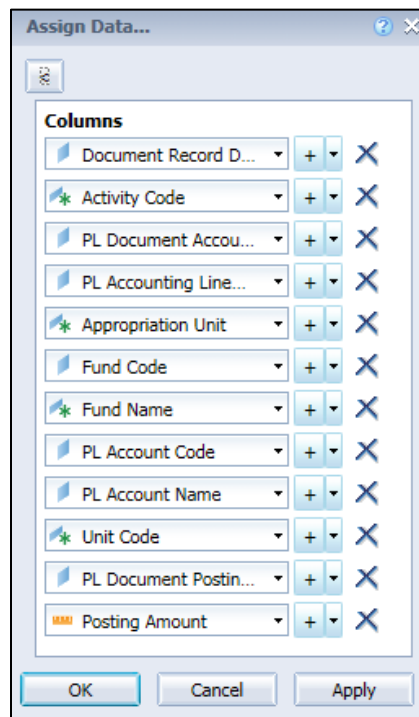 Assign Data...
Columns
Document Record D...
Activity Code
PL Document Accou...
PL Accounting Line...
Appropriation Unit
Fund Code
Fund Name
PL Account Code
PL Account Name
Unit Code
PL Document Postin...
Posting Amount
OK Cancel Apply